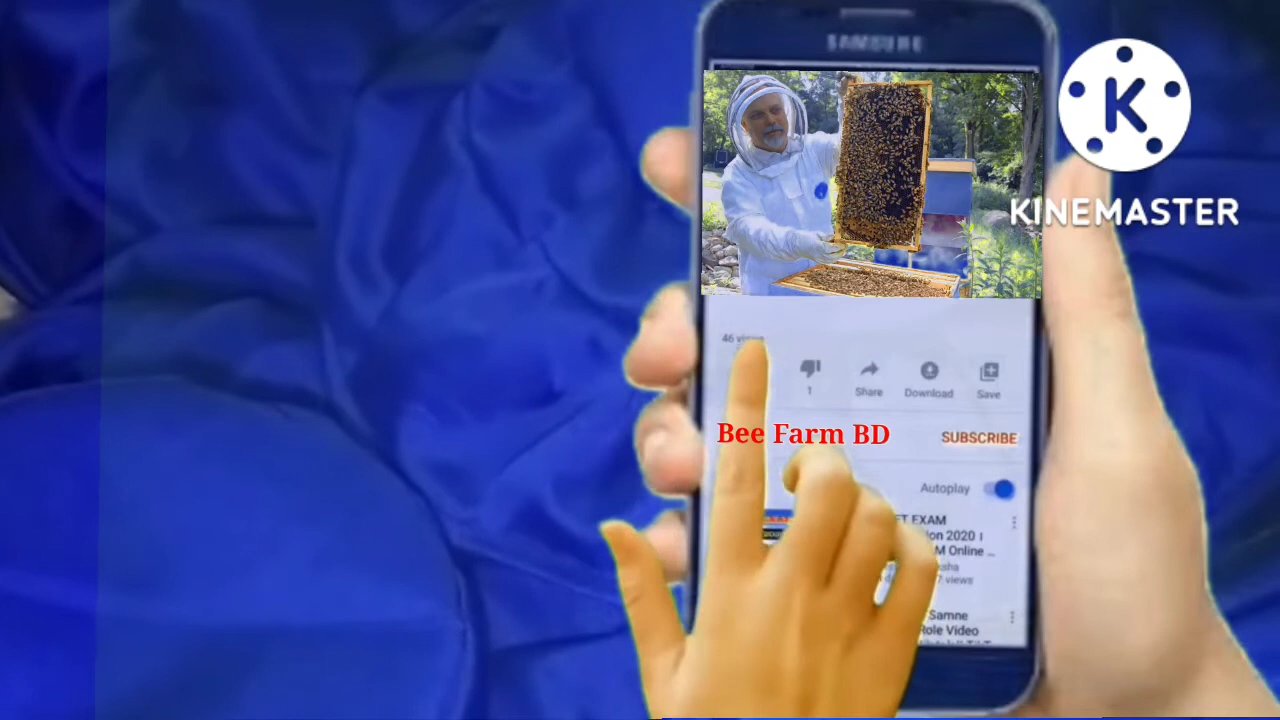 SAMSUNG
K
KINEMASTER
46 views
1
Share
Download
Save
Bee Farm BD
SUBSCRIBE
Autoplay
EXAM
2020 I
M Online ...
7 views
Samne
Role Video